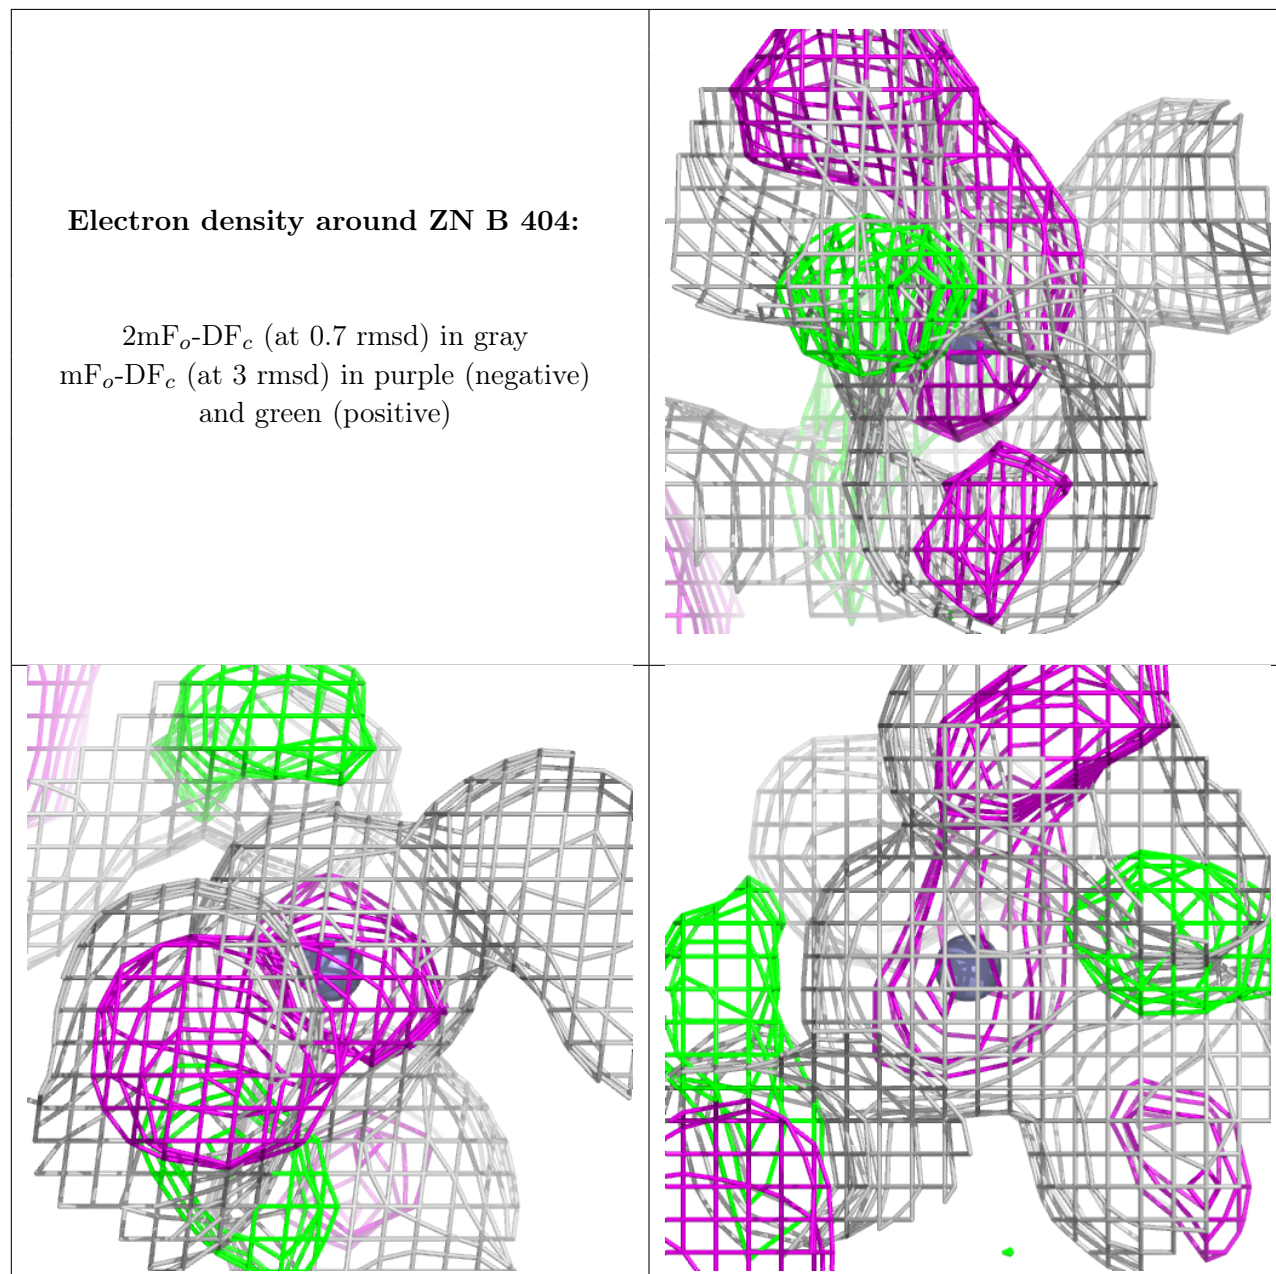 Electron density around ZN B 404:
2mFo-DFc (at 0.7 rmsd) in gray
mFo-DFc (at 3 rmsd) in purple (negative)
and green (positive)